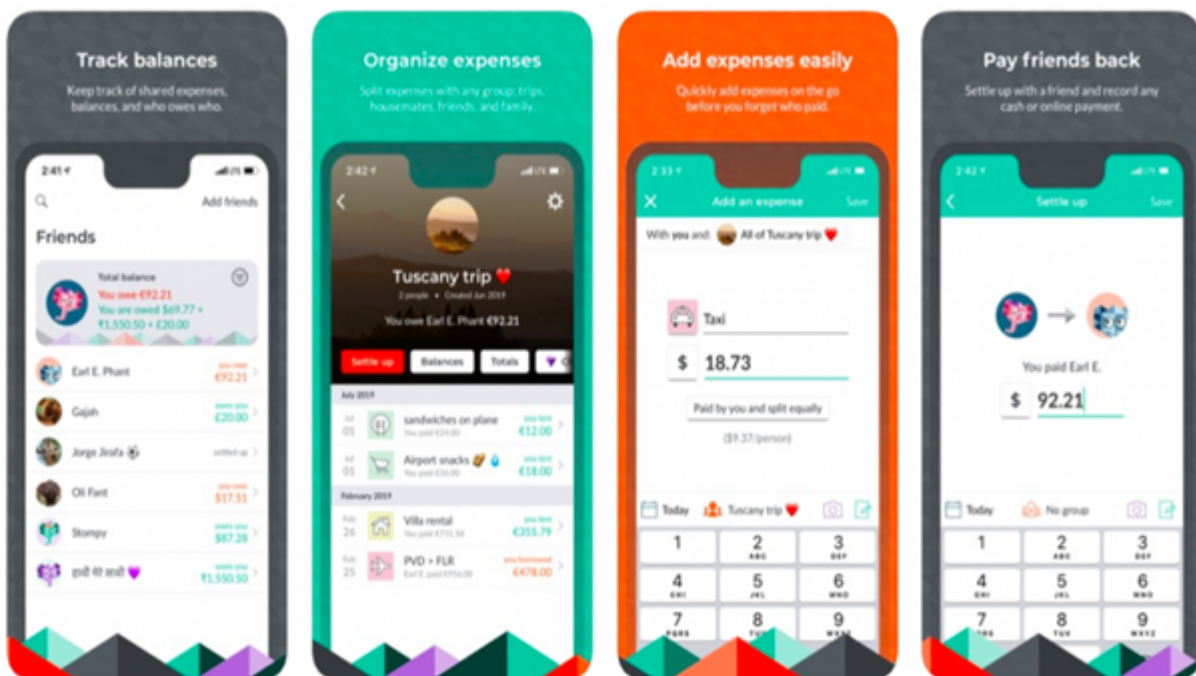 Track balances
Keep track of shared expenses,
balances, and who owes who.
2:41
LTE
Add friends
Friends
Total balance
You owe €92.21
You are owed $69.77 +
₹1,550.50 + £20.00
Earl E. Phant
you owe
€92.21
Gajah
owes you
£20.00
Jorge Jirafa
settled up
Oli Fant
you owe
$17.51
Stompy
owes you
$87.28
हाथी मेरे साथी 💜
owes you
₹1,550.50
Organize expenses
Split expenses with any group: trips,
housemates, friends, and family.
2:42
LTE
Tuscany trip ❤️
2 people • Created Jun 2019
You owe Earl E. Phant €92.21
Settle up
Balances
Totals
July 2019
Jul
01
sandwiches on plane
You paid €24.00
you lent
€12.00
Jul
01
Airport snacks 🥜 💧
You paid €36.00
you lent
€18.00
February 2019
Feb
26
Villa rental
You paid €711.58
you lent
€355.79
Feb
25
PVD > FLR
Earl E. paid €956.00
you borrowed
€478.00
Add expenses easily
Quickly add expenses on the go
before you forget who paid.
2:33
LTE
Add an expense
Save
With you and: All of Tuscany trip ❤️
Taxi
$ 18.73
Paid by you and split equally
($9.37/person)
Today
Tuscany trip ❤️
1
2
ABC
3
DEF
4
GHI
5
JKL
6
MNO
7
PQRS
8
TUV
9
WXYZ
Pay friends back
Settle up with a friend and record any
cash or online payment.
2:42
LTE
Settle up
Save
You paid Earl E.
$ 92.21
Today
No group
1
2
ABC
3
DEF
4
GHI
5
JKL
6
MNO
7
8
TUV
9
WXYZ